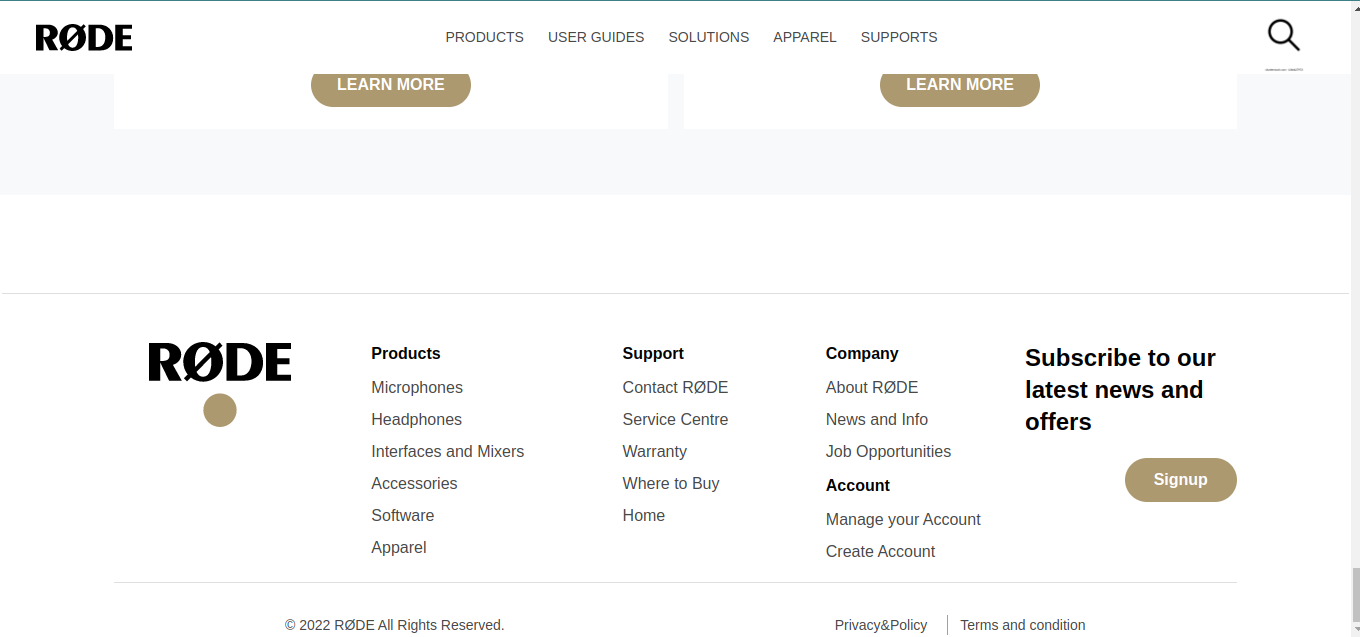 RØDE
PRODUCTS USER GUIDES SOLUTIONS APPAREL SUPPORTS
LEARN MORE LEARN MORE
RØDE
Products
Microphones
Headphones
Interfaces and Mixers
Accessories
Software
Apparel
Support
Contact RØDE
Service Centre
Warranty
Where to Buy
Home
Company
About RØDE
News and Info
Job Opportunities
Account
Manage your Account
Create Account
Subscribe to our
latest news and
offers
Signup
© 2022 RØDE All Rights Reserved.
Privacy&Policy Terms and condition